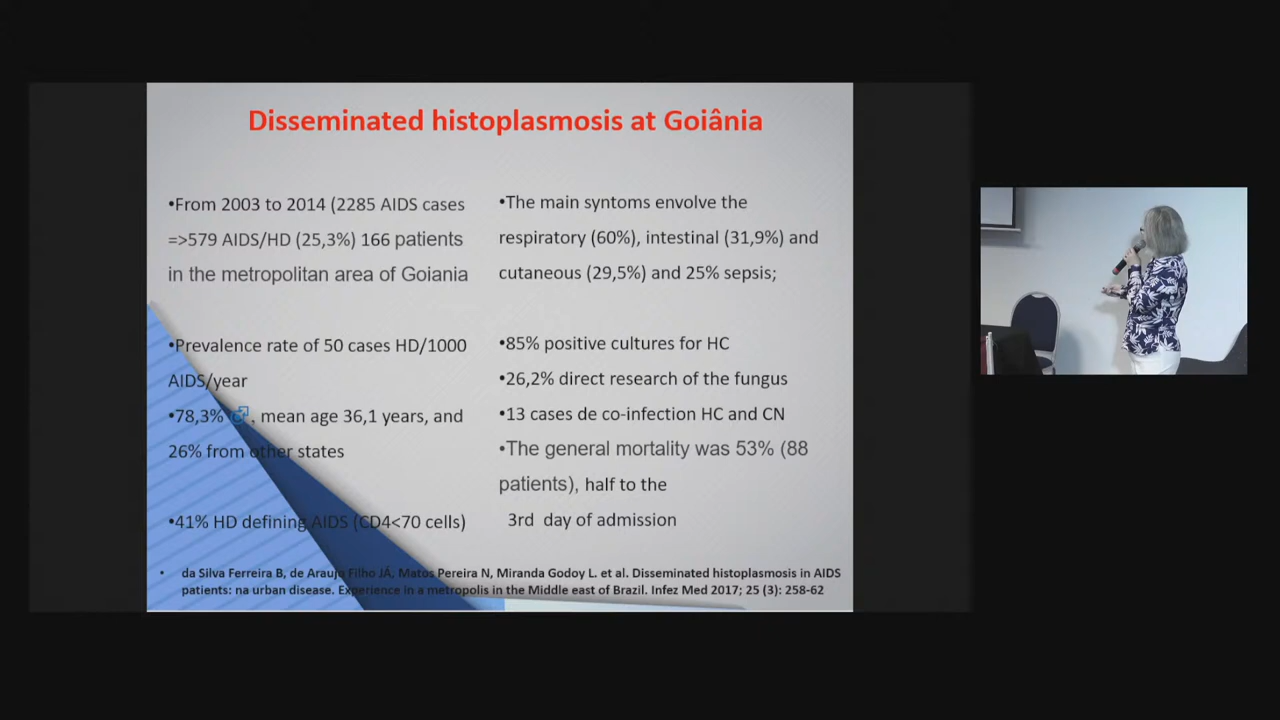 Disseminated histoplasmosis at Goiânia
•From 2003 to 2014 (2285 AIDS cases
=>579 AIDS/HD (25,3%) 166 patients
in the metropolitan area of Goiania
•Prevalence rate of 50 cases HD/1000
AIDS/year
•78,3% ♂, mean age 36,1 years, and
26% from other states
•41% HD defining AIDS (CD4<70 cells)
•The main syntoms envolve the
respiratory (60%), intestinal (31,9%) and
cutaneous (29,5%) and 25% sepsis;
•85% positive cultures for HC
•26,2% direct research of the fungus
•13 cases de co-infection HC and CN
•The general mortality was 53% (88
patients), half to the
3rd day of admission
• da Silva Ferreira B, de Araujo Filho JÁ, Matos Pereira N, Miranda Godoy L. et al. Disseminated histoplasmosis in AIDS
patients: na urban disease. Experience in a metropolis in the Middle east of Brazil. Infez Med 2017; 25 (3): 258-62